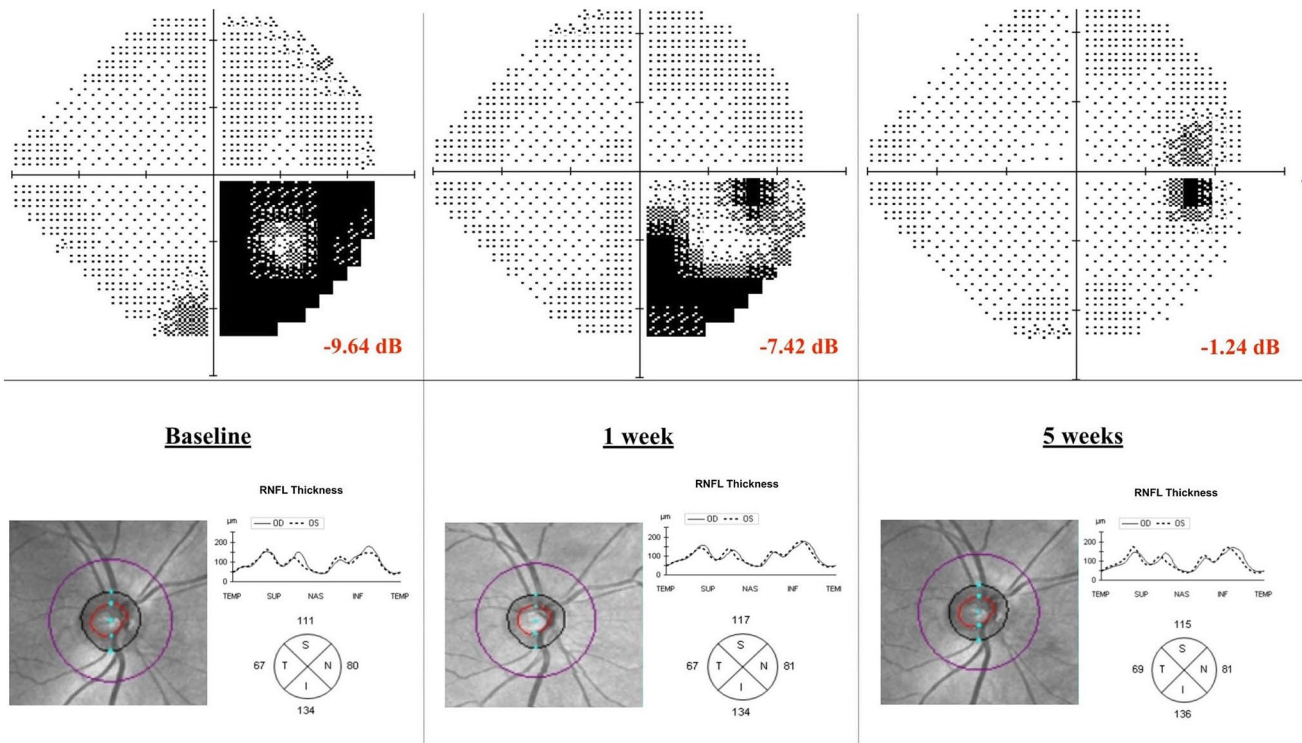 -9.64 dB
-7.42 dB
-1.24 dB
Baseline
1 week
5 weeks
RNFL Thickness
µm
OD OS
200
100
0
TEMP SUP NAS INF TEMP
111
S
67 T N 80
I
134
RNFL Thickness
µm
OD OS
200
100
0
TEMP SUP NAS INF TEMI
117
S
67 T N 81
I
134
RNFL Thickness
µm
OD OS
200
100
0
TEMP SUP NAS INF TEMP
115
S
69 T N 81
I
136